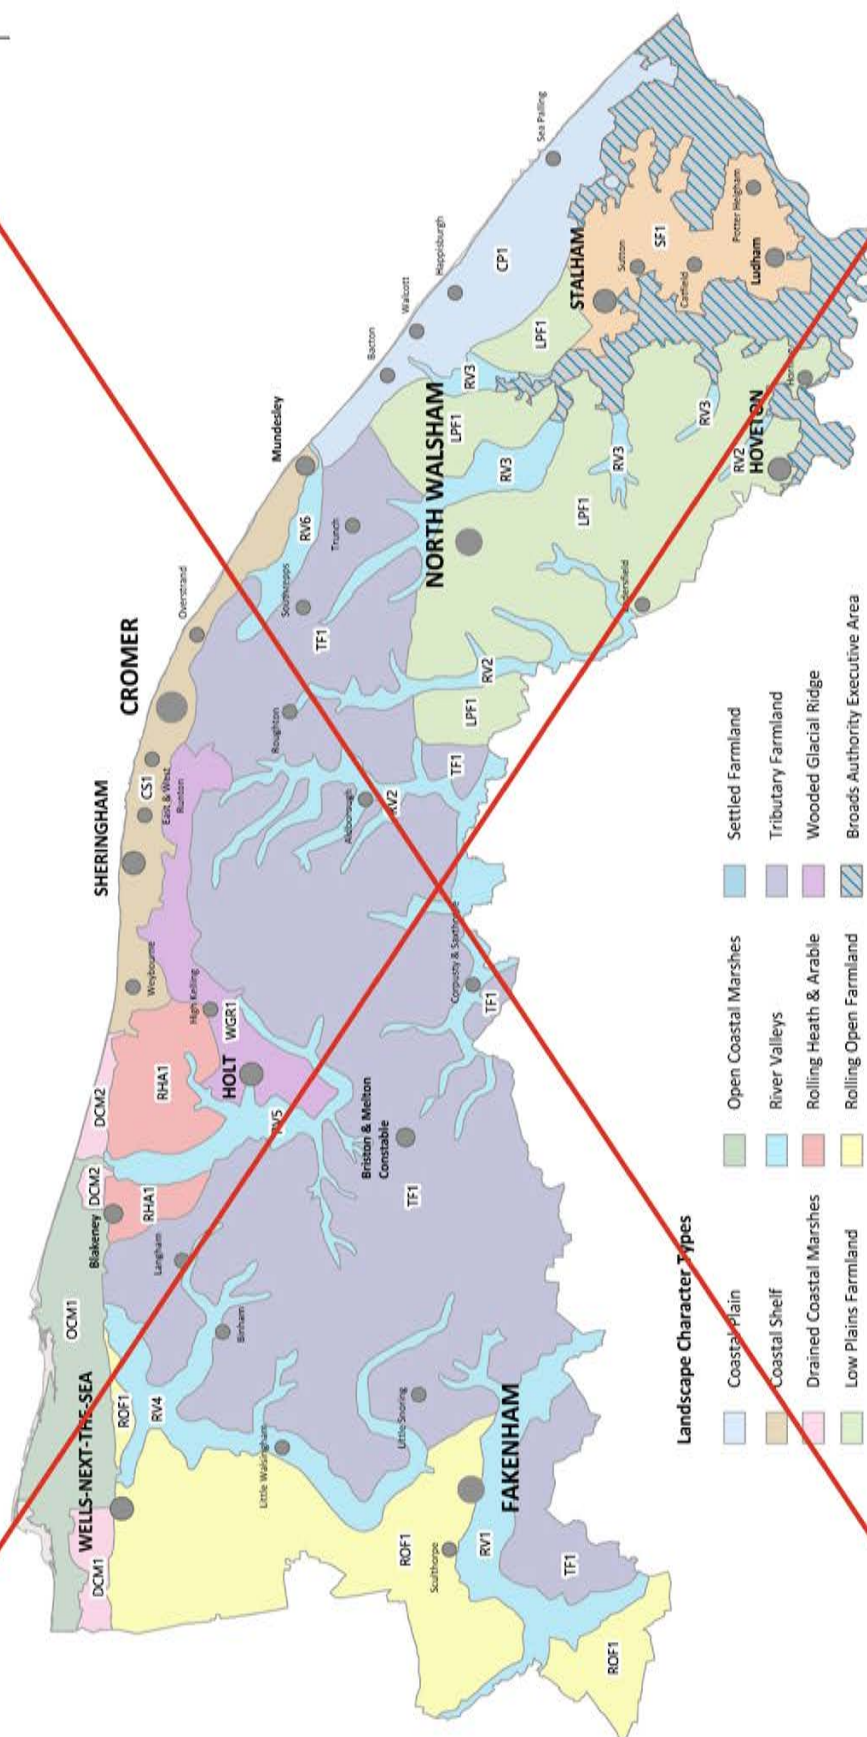 WELLS-NEXT-THE-SEA
DCM1
OCM1
ROF1
RV4
Blakeney
DCM2
DCM2
RHA1
RHA1
Langham
Binham
Little Walsingham
Little Snoring
ROF1
Sculthorpe
FAKENHAM
RV1
TF1
ROF1
HOLT
High Kelling
WGR1
RV5
Briston & Melton
Constable
TF1
Weybourne
SHERINGHAM
CS1
East & West
Runton
CROMER
Overstrand
Roughton
Aldborough
RV2
Corpusty & Saxthorpe
TF1
TF1
TF1
Southrepps
RV6
Trunch
Mundesley
Bacton
Walcott
Happisburgh
Sea Palling
CP1
NORTH WALSHAM
LPF1
RV3
LPF1
RV3
RV3
RV3
LPF1
LPF1
RV2
RV2
HOVETON
STALHAM
Sutton
SF1
Catfield
Potter Heigham
Ludham
Landscape Character Types
Coastal Plain
Coastal Shelf
Drained Coastal Marshes
Low Plains Farmland
Open Coastal Marshes
River Valleys
Rolling Heath & Arable
Rolling Open Farmland
Settled Farmland
Tributary Farmland
Wooded Glacial Ridge
Broads Authority Executive Area